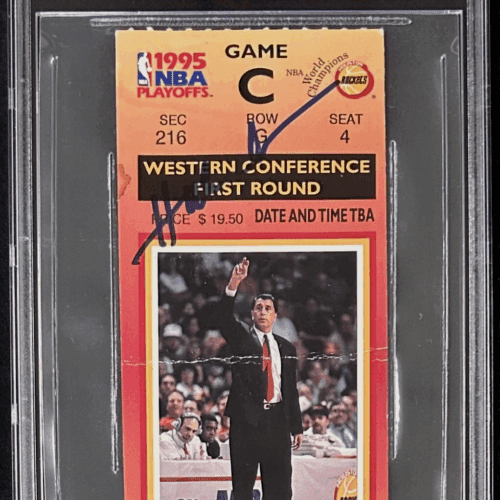 1995
NBA
PLAYOFFS
GAME
C
NBA World Champions
ROCKETS
SEC
216
ROW
G
SEAT
4
WESTERN CONFERENCE
FIRST ROUND
PRICE $19.50 DATE AND TIME TBA